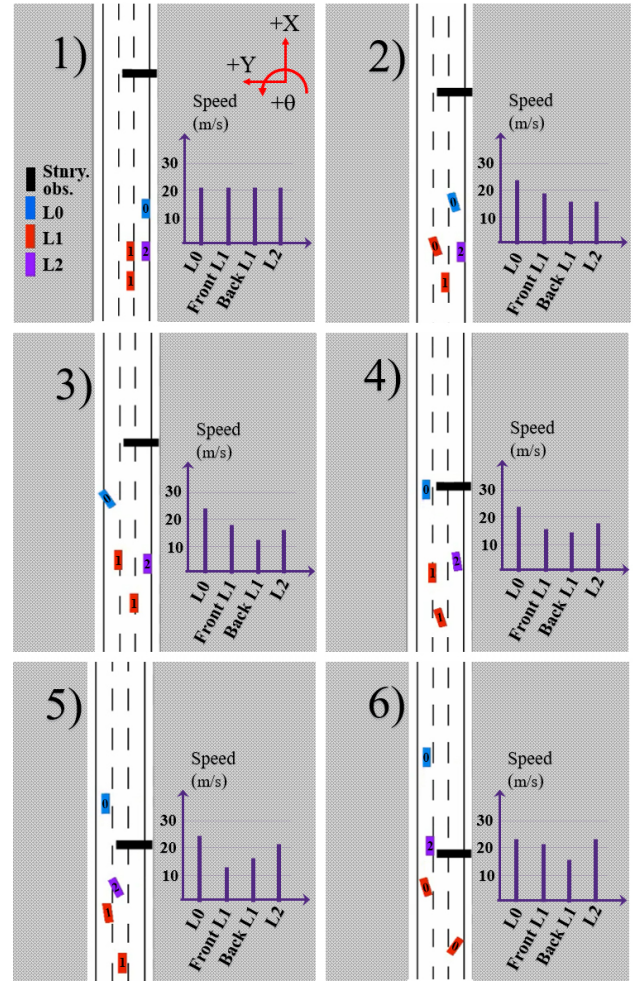 1)
+X
+Y
+θ
Speed
(m/s)
30
20
10
L0
Front L1
Back L1
L2
Stnry.
obs.
L0
L1
L2
0
1
2
1
2)
Speed
(m/s)
30
20
10
L0
Front L1
Back L1
L2
0
0
2
1
3)
Speed
(m/s)
30
20
10
L0
Front L1
Back L1
L2
0
1
2
1
4)
Speed
(m/s)
30
20
10
L0
Front L1
Back L1
L2
0
2
1
1
5)
Speed
(m/s)
30
20
10
L0
Front L1
Back L1
L2
0
2
1
1
6)
Speed
(m/s)
30
20
10
L0
Front L1
Back L1
L2
0
2
0
0